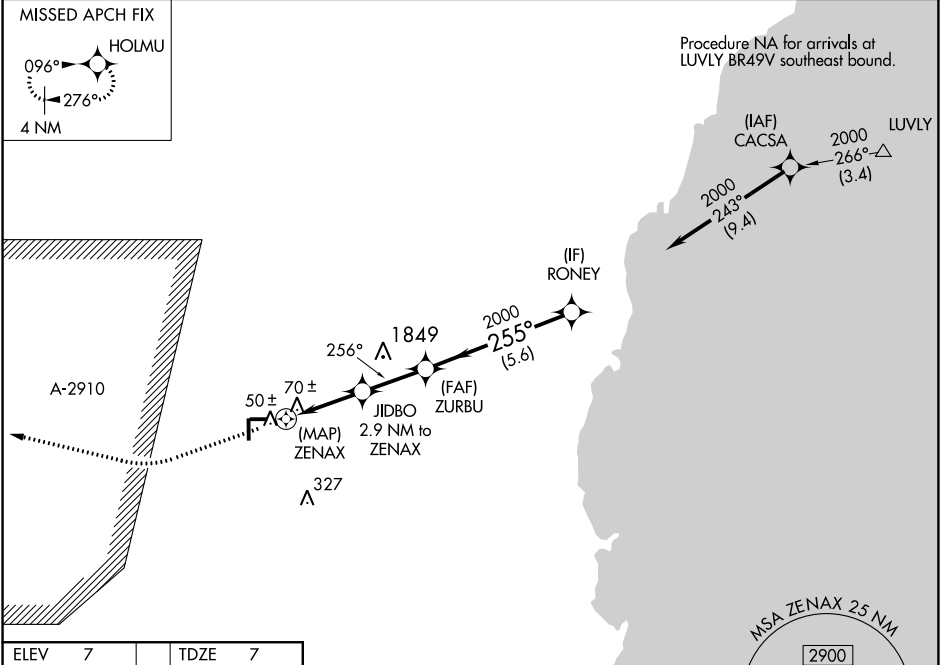 MISSED APCH FIX
HOLMU
096°
276°
4 NM
Procedure NA for arrivals at
LUVLY BR49V southeast bound.
(IAF)
CACSA
LUVLY
2000
266°
(3.4)
2000
243°
(9.4)
(IF)
RONEY
2000
255°
(5.6)
1849
256°
(FAF)
ZURBU
A-2910
50±
70±
JIDBO
2.9 NM to
ZENAX
(MAP)
ZENAX
327
MSA ZENAX 25 NM
2900
ELEV 7
TDZE 7